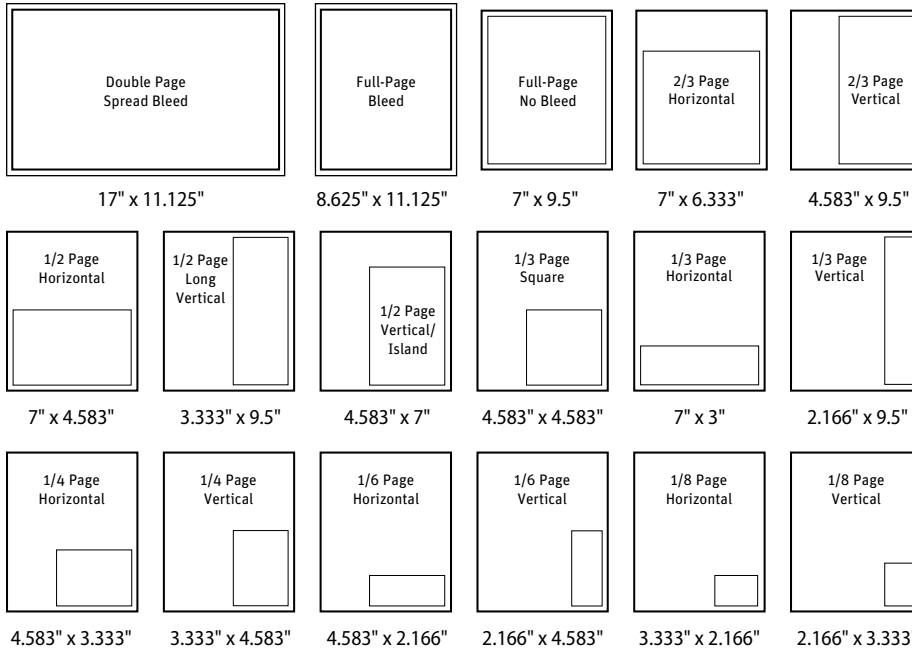 Double Page
Spread Bleed
17" x 11.125"
Full-Page
Bleed
8.625" x 11.125"
Full-Page
No Bleed
7" x 9.5"
2/3 Page
Horizontal
7" x 6.333"
2/3 Page
Vertical
4.583" x 9.5"
1/2 Page
Horizontal
7" x 4.583"
1/2 Page
Long
Vertical
3.333" x 9.5"
1/2 Page
Vertical/
Island
4.583" x 7"
1/3 Page
Square
4.583" x 4.583"
1/3 Page
Horizontal
7" x 3"
1/3 Page
Vertical
2.166" x 9.5"
1/4 Page
Horizontal
4.583" x 3.333"
1/4 Page
Vertical
3.333" x 4.583"
1/6 Page
Horizontal
4.583" x 2.166"
1/6 Page
Vertical
2.166" x 4.583"
1/8 Page
Horizontal
3.333" x 2.166"
1/8 Page
Vertical
2.166" x 3.333"